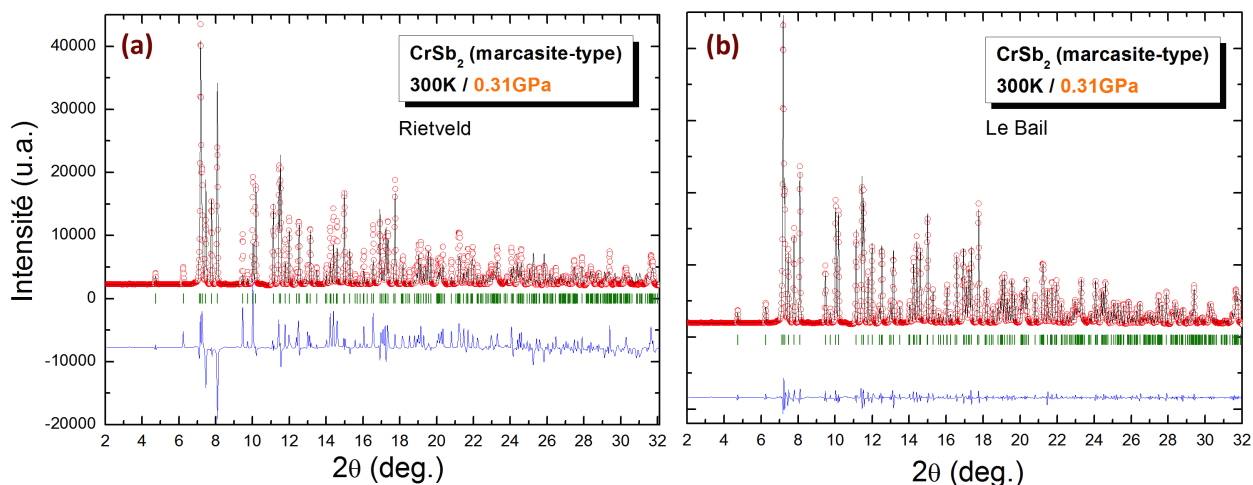 (a)
CrSb2 (marcasite-type)
300K / 0.31GPa
Rietveld
Intensité (u.a.)
40000
30000
20000
10000
0
-10000
-20000
2 4 6 8 10 12 14 16 18 20 22 24 26 28 30 32
2θ (deg.)
(b)
CrSb2 (marcasite-type)
300K / 0.31GPa
Le Bail
2 4 6 8 10 12 14 16 18 20 22 24 26 28 30 32
2θ (deg.)